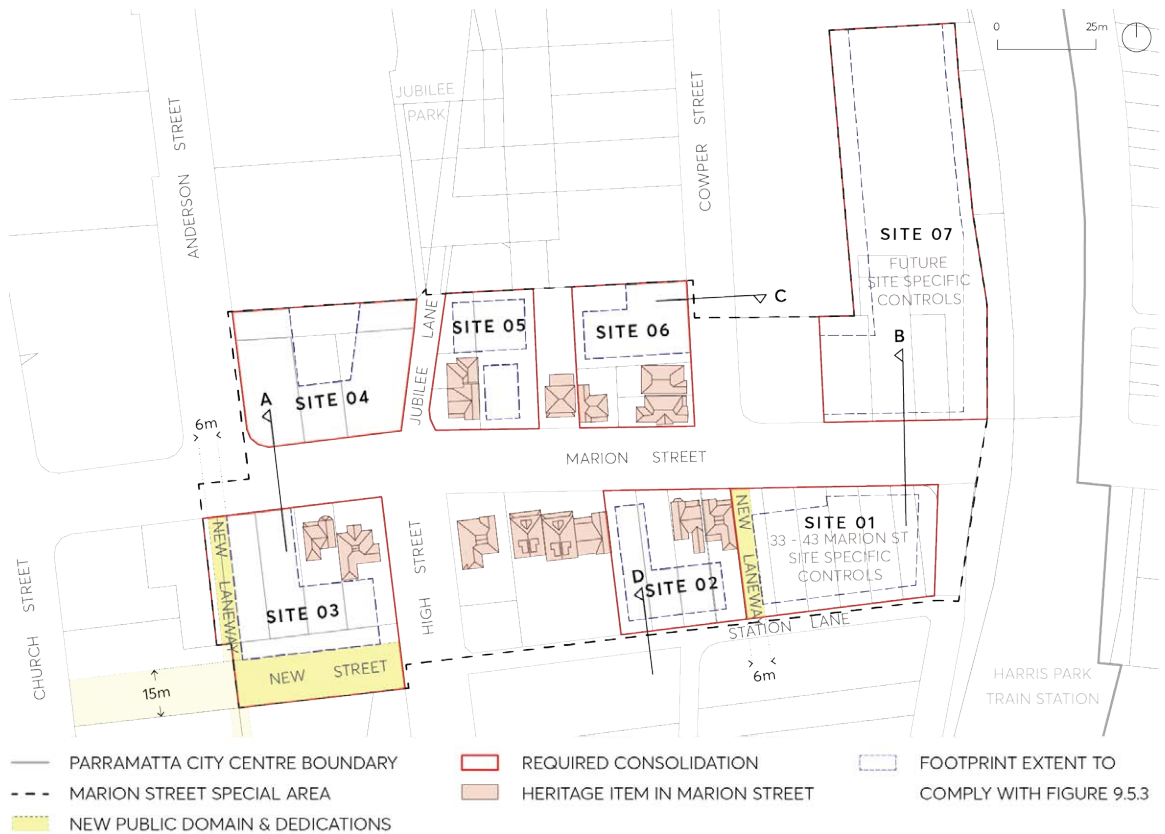 0 25m
ANDERSON STREET
JUBILEE
PARK
COWPER STREET
SITE 07
FUTURE
SITE SPECIFIC
CONTROLS
C
JUBILEE LANE
SITE 05
SITE 06
B
A
SITE 04
6m
MARION STREET
NEW LANEWAY
SITE 03
HIGH STREET
NEW LANEWA
SITE 01
33 - 43 MARION ST
SITE SPECIFIC
CONTROLS
D
SITE 02
STATION LANE
CHURCH STREET
NEW STREET
15m
6m
HARRIS PARK
TRAIN STATION
PARRAMATTA CITY CENTRE BOUNDARY
MARION STREET SPECIAL AREA
NEW PUBLIC DOMAIN & DEDICATIONS
REQUIRED CONSOLIDATION
HERITAGE ITEM IN MARION STREET
FOOTPRINT EXTENT TO
COMPLY WITH FIGURE 9.5.3